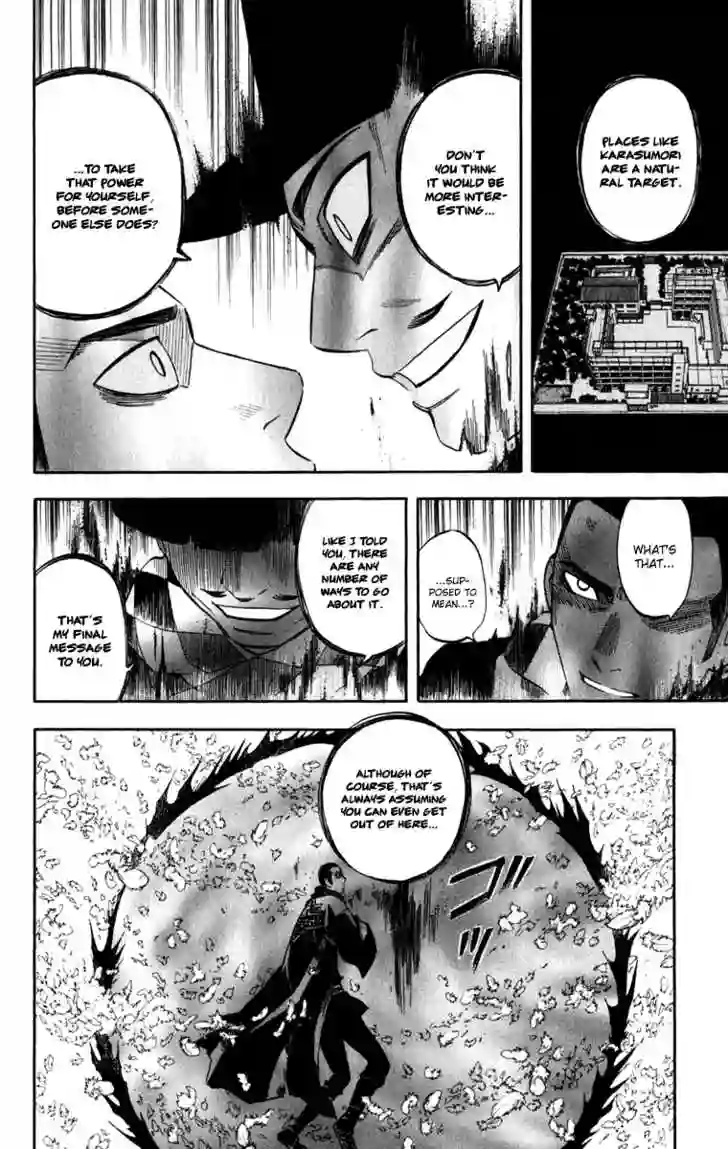 PLACES LIKE
KARASUMORI
ARE A NATU-
RAL TARGET.
DON'T
YOU THINK
IT WOULD BE
MORE INTER-
ESTING...
...TO TAKE
THAT POWER
FOR YOURSELF,
BEFORE SOME-
ONE ELSE DOES?
WHAT'S
THAT...
...SUP-
POSED TO
MEAN...?
LIKE I TOLD
YOU, THERE
ARE ANY
NUMBER OF
WAYS TO GO
ABOUT IT.
THAT'S
MY FINAL
MESSAGE
TO YOU.
ALTHOUGH OF
COURSE, THAT'S
ALWAYS ASSUMING
YOU CAN EVEN GET
OUT OF HERE...
ゴッ